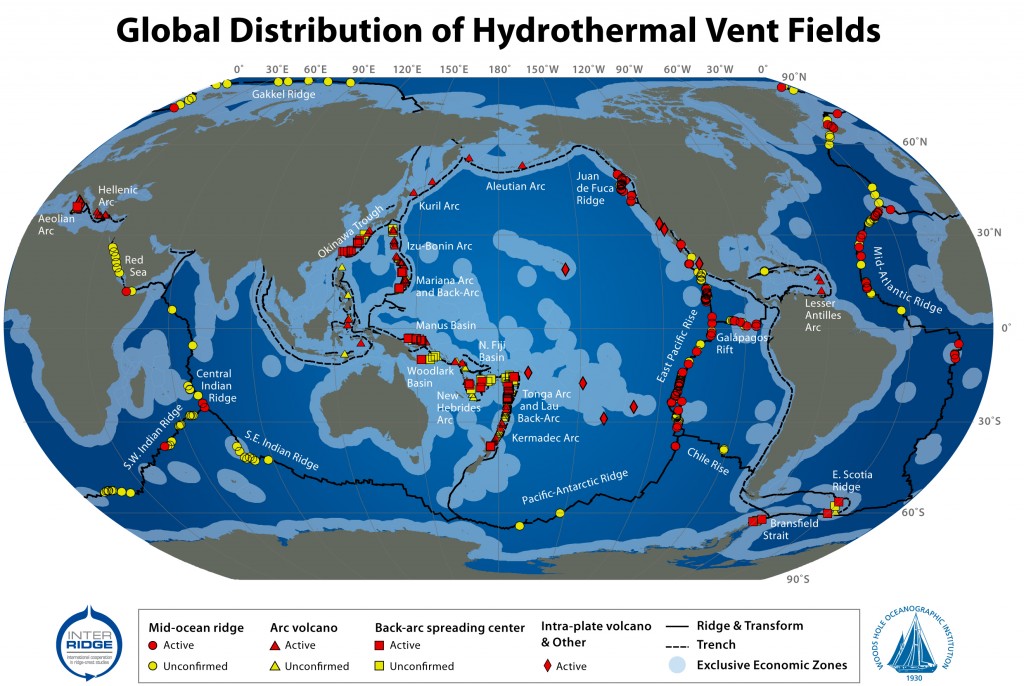 Global Distribution of Hydrothermal Vent Fields
0° 30°E 60°E 90°E 120°E 150°E 180° 150°W 120°W 90°W 60°W 30°W 0° 90°N
Gakkel Ridge
60°N
Hellenic
Arc
Aeolian
Arc
Red
Sea
Okinawa Trough
Kuril Arc
Aleutian Arc
Juan
de Fuca
Ridge
30°N
Izu-Bonin Arc
Mariana Arc
and Back-Arc
Mid-Atlantic Ridge
Lesser
Antilles
Arc
0°
Manus Basin
N. Fiji
Basin
Woodlark
Basin
New
Hebrides
Arc
Tonga Arc
and Lau
Back-Arc
Kermadec Arc
East Pacific Rise
Galapagos
Rift
Central
Indian
Ridge
S.W. Indian Ridge
S.E. Indian Ridge
30°S
Chile Rise
Pacific-Antarctic Ridge
E. Scotia
Ridge
60°S
Bransfield
Strait
90°S
INTER
RIDGE
international cooperation
in ridge-crest studies
Mid-ocean ridge
Active
Unconfirmed
Arc volcano
Active
Unconfirmed
Back-arc spreading center
Active
Unconfirmed
Intra-plate volcano
& Other
Active
Ridge & Transform
Trench
Exclusive Economic Zones
WOODS HOLE OCEANOGRAPHIC INSTITUTION
1930